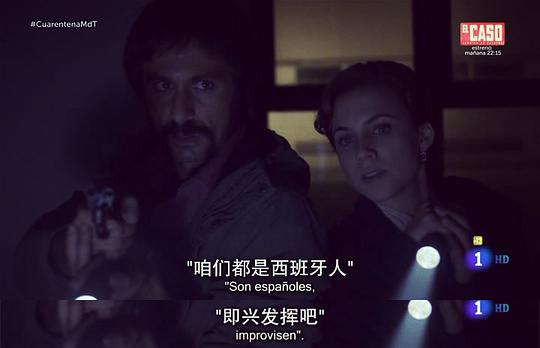 #CuarentenaMdT
EL CASO
estreno
mañana 22:15
"咱们都是西班牙人"
"Son españoles,
1 HD
"即兴发挥吧"
improvisen".
1 HD